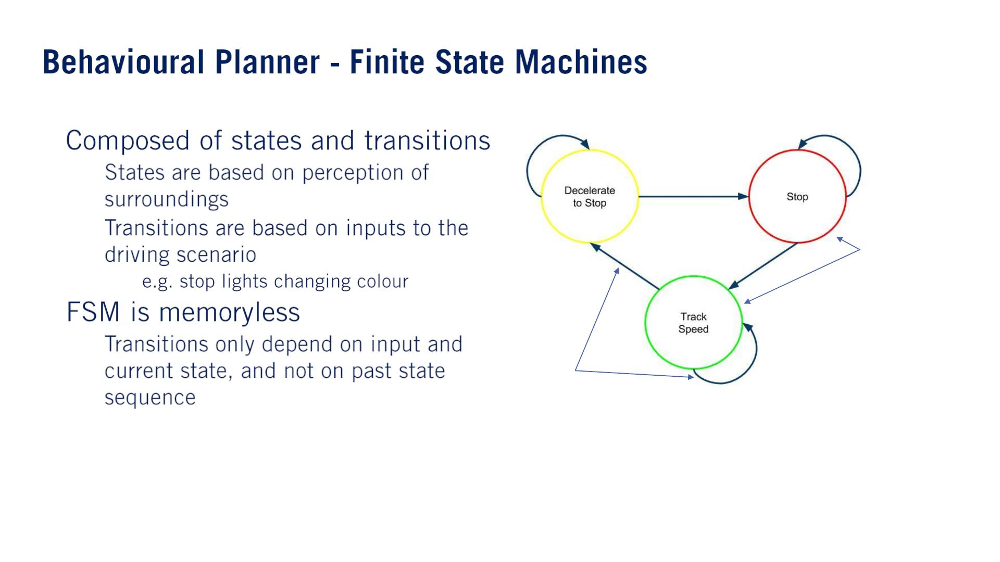 Behavioural Planner - Finite State Machines
Composed of states and transitions
States are based on perception of
surroundings
Transitions are based on inputs to the
driving scenario
e.g. stop lights changing colour
FSM is memoryless
Transitions only depend on input and
current state, and not on past state
sequence
Decelerate
to Stop
Stop
Track
Speed